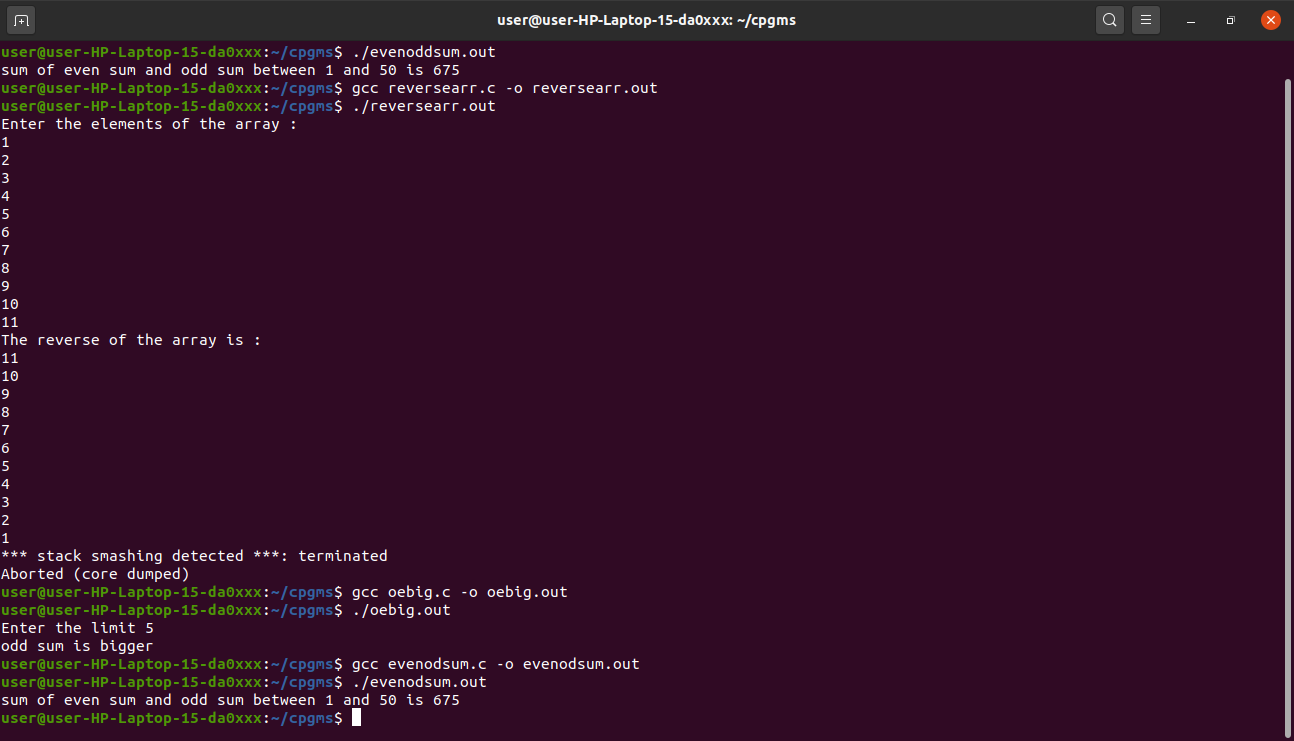 user@user-HP-Laptop-15-da0xxx: ~/cpgms
user@user-HP-Laptop-15-da0xxx:~/cpgms$ ./evenoddsum.out
sum of even sum and odd sum between 1 and 50 is 675
user@user-HP-Laptop-15-da0xxx:~/cpgms$ gcc reversearr.c -o reversearr.out
user@user-HP-Laptop-15-da0xxx:~/cpgms$ ./reversearr.out
Enter the elements of the array :
1
2
3
4
5
6
7
8
9
10
11
The reverse of the array is :
11
10
9
8
7
6
5
4
3
2
1
*** stack smashing detected ***: terminated
Aborted (core dumped)
user@user-HP-Laptop-15-da0xxx:~/cpgms$ gcc oebig.c -o oebig.out
user@user-HP-Laptop-15-da0xxx:~/cpgms$ ./oebig.out
Enter the limit 5
odd sum is bigger
user@user-HP-Laptop-15-da0xxx:~/cpgms$ gcc evenodsum.c -o evenodsum.out
user@user-HP-Laptop-15-da0xxx:~/cpgms$ ./evenodsum.out
sum of even sum and odd sum between 1 and 50 is 675
user@user-HP-Laptop-15-da0xxx:~/cpgms$